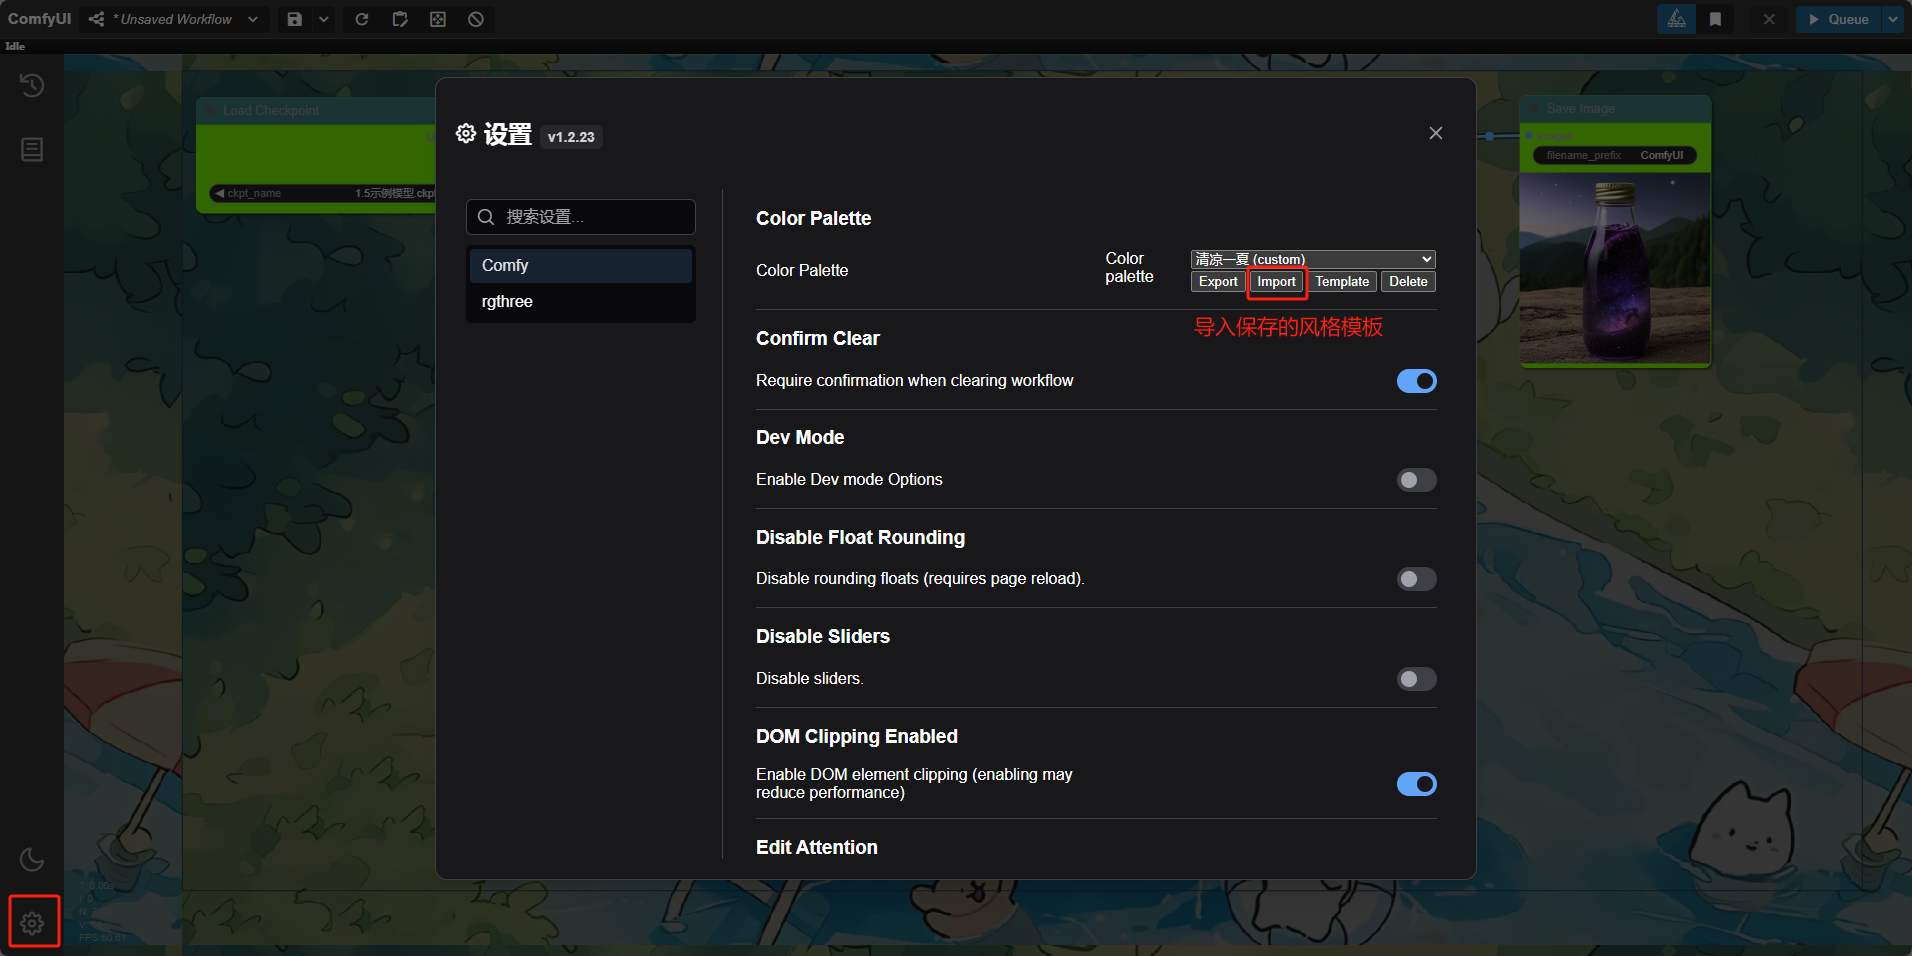 ComfyUI
* Unsaved Workflow
Queue
Idle
Load Checkpoint
ckpt_name 1.5示例模型.ckpt
设置 v1.2.23
搜索设置...
Comfy
rgthree
Color Palette
Color Palette
Color palette
清凉一夏 (custom)
Export Import Template Delete
导入保存的风格模板
Confirm Clear
Require confirmation when clearing workflow
Dev Mode
Enable Dev mode Options
Disable Float Rounding
Disable rounding floats (requires page reload).
Disable Sliders
Disable sliders.
DOM Clipping Enabled
Enable DOM element clipping (enabling may
reduce performance)
Edit Attention
Save Image
filename_prefix ComfyUI